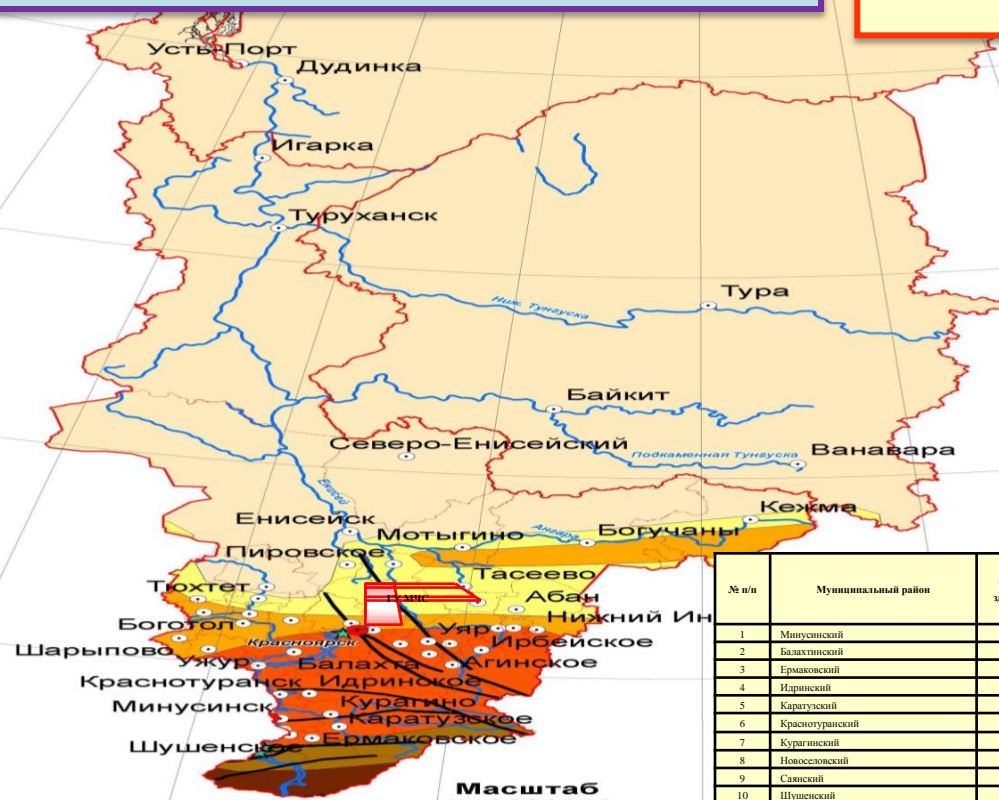 Усть-Порт
Дудинка
Игарка
Туруханск
Ниж. Тунгуска
Тура
Байкит
Северо-Енисейский
Подкаменная Тунгуска
Ванавара
Енисей
Кежма
Енисейск
Мотыгино
Ангара
Богучаны
Пировское
Тасеево
Тюхтет
Абан
ГУ МЧС
Нижний Ин
Боготол
Уяр
Красноярск
Ирбейское
Шарыпово
Ужур
Балахта
Агинское
Краснотуранск
Идринское
Минусинск
Курагино
Каратузское
Шушенское
Ермаковское
Масштаб
№ п/п Муниципальный район
1 Минусинский
2 Балахтинский
3 Ермаковский
4 Идринский
5 Каратузский
6 Краснотуранский
7 Курагинский
8 Новоселовский
9 Саянский
10 Шушенский